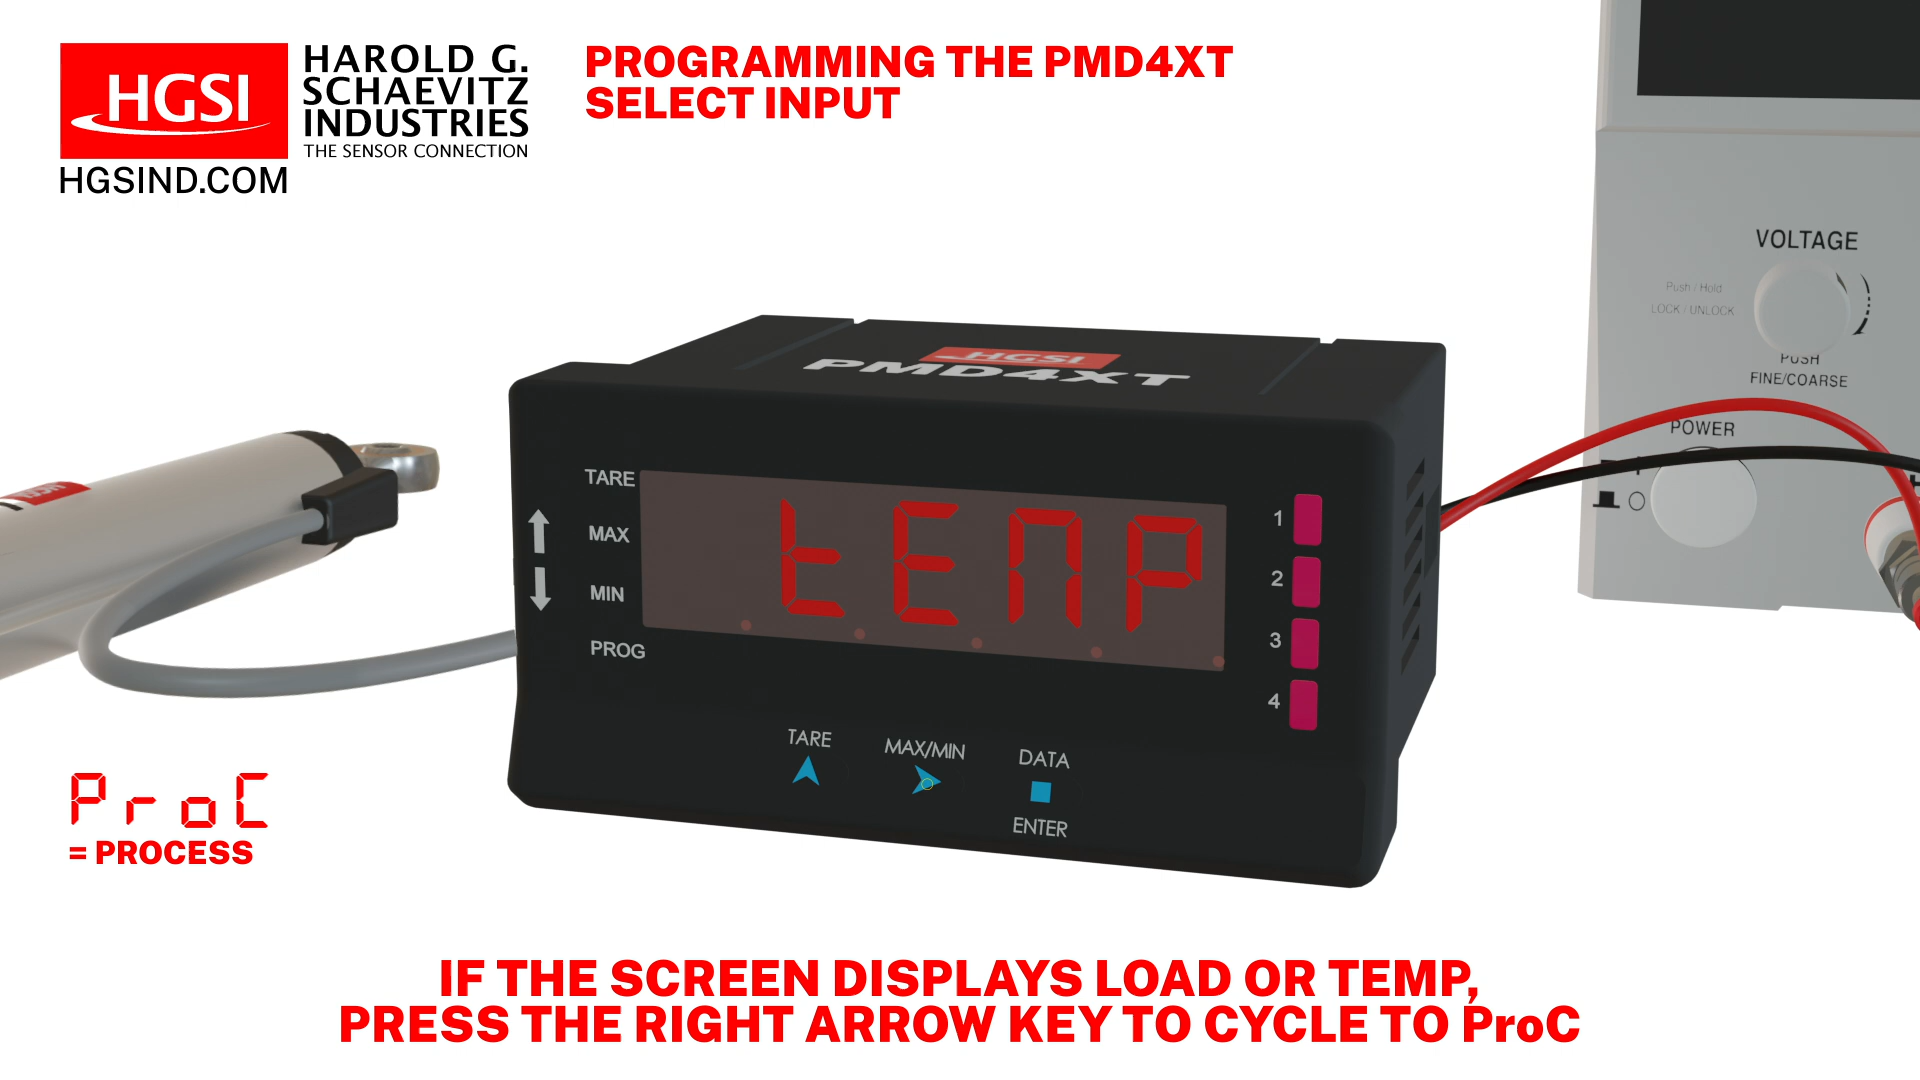 HGSI
HAROLD G.
SCHAEVITZ
INDUSTRIES
THE SENSOR CONNECTION
HGSIND.COM
PROGRAMMING THE PMD4XT
SELECT INPUT
VOLTAGE
Push / Hold
LOCK / UNLOCK
PUSH
FINE/COARSE
POWER
HGSI
PMD4XT
TARE
MAX
MIN
PROG
tEMP
1
2
3
4
TARE
MAX/MIN
DATA
ENTER
ProC
= PROCESS
IF THE SCREEN DISPLAYS LOAD OR TEMP,
PRESS THE RIGHT ARROW KEY TO CYCLE TO ProC